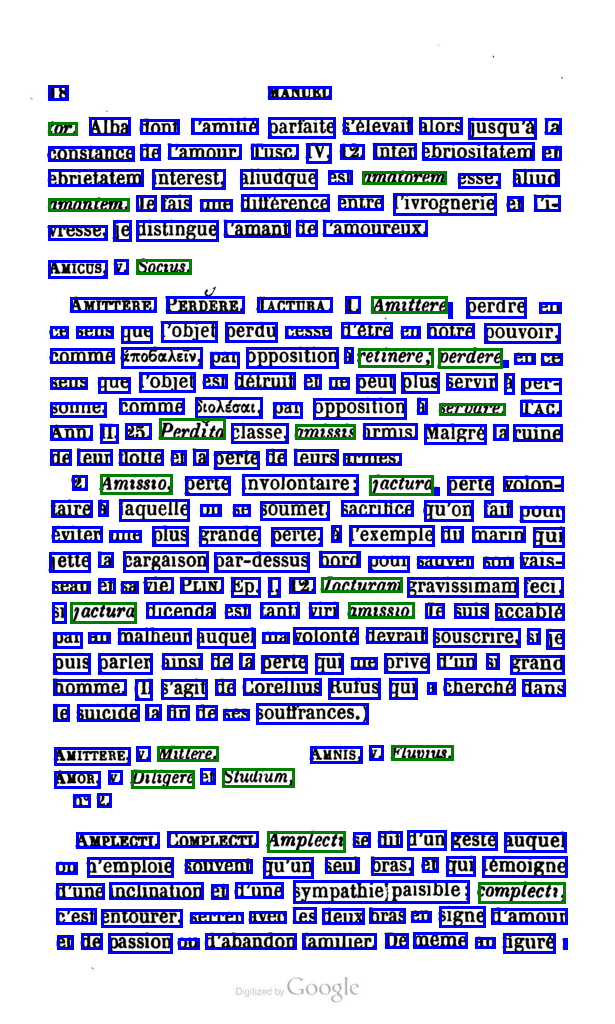 18 MANUEL
tor. Alba dont l'amitié parfaite s'élevait alors jusqu'à la
constance de l'amour. Tusc. IV, 12. Inter ebriositatem et
ebrietatem interest, aliudque est amatorem esse, aliud
amantem. Il fais une différence entre l'ivrognerie et l'i-
vresse, je distingue l'amant de l'amoureux.
AMICUS, v. Socius.
AMITTERE. PERDERE. JACTURA. 1. Amittere, perdre en
ce sens que l'objet perdu cesse d'être en notre pouvoir,
comme ἀποβαλεῖν, par opposition à retinere; perdere, en ce
sens que l'objet est détruit et ne peut plus servir à per-
sonne, comme διολέσαι, par opposition à servare. TAC.
Ann. II, 25. Perdita classe, amissis armis. Malgré la ruine
de leur flotte et la perte de leurs armes.
2. Amissio, perte involontaire; jactura, perte volon-
taire à laquelle on se soumet, sacrifice qu'on fait pour
éviter une plus grande perte, à l'exemple du marin qui
jette la cargaison par-dessus bord pour sauver son vais-
seau et sa vie. PLIN. Ep. I, 12. Jacturam gravissimam feci,
si jactura dicenda est tanti viri amissio. Je suis accablé
par un malheur auquel ma volonté devrait souscrire, si je
puis parler ainsi de la perte qui me prive d'un si grand
homme. (Il s'agit de Corellius Rufus qui a cherché dans
le suicide la fin de ses souffrances.)
AMITTERE, v. Mittere. AMNIS, v. Fluvius.
AMOR, v. Diligere et Studium,
n° 2.
AMPLECTI. COMPLECTI. Amplecti se dit d'un geste auquel
on n'emploie souvent qu'un seul bras, et qui témoigne
d'une inclination et d'une sympathie paisible; complecti,
c'est entourer, serrer avec les deux bras en signe d'amour
et de passion ou d'abandon familier. De même au figuré :
Digitized by Google